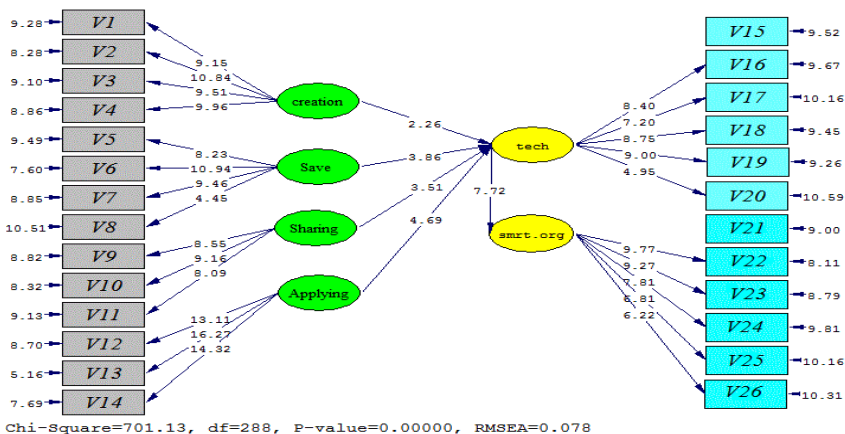 9.28 V1
8.28 V2
9.10 V3
8.86 V4
9.49 V5
7.60 V6
8.85 V7
10.51 V8
8.82 V9
8.32 V10
9.13 V11
8.70 V12
5.16 V13
7.69 V14
9.15
10.84
9.51
9.96
8.23
10.94
9.46
4.45
8.55
9.16
8.09
13.11
16.27
14.32
creation
Save
Sharing
Applying
2.26
3.86
3.51
4.69
tech
7.72
smrt.org
8.40
7.20
8.75
9.00
4.95
9.77
9.27
7.81
6.81
6.22
V15 9.52
V16 9.67
V17 10.16
V18 9.45
V19 9.26
V20 10.59
V21 9.00
V22 8.11
V23 8.79
V24 9.81
V25 10.16
V26 10.31
Chi-Square=701.13, df=288, P-value=0.00000, RMSEA=0.078